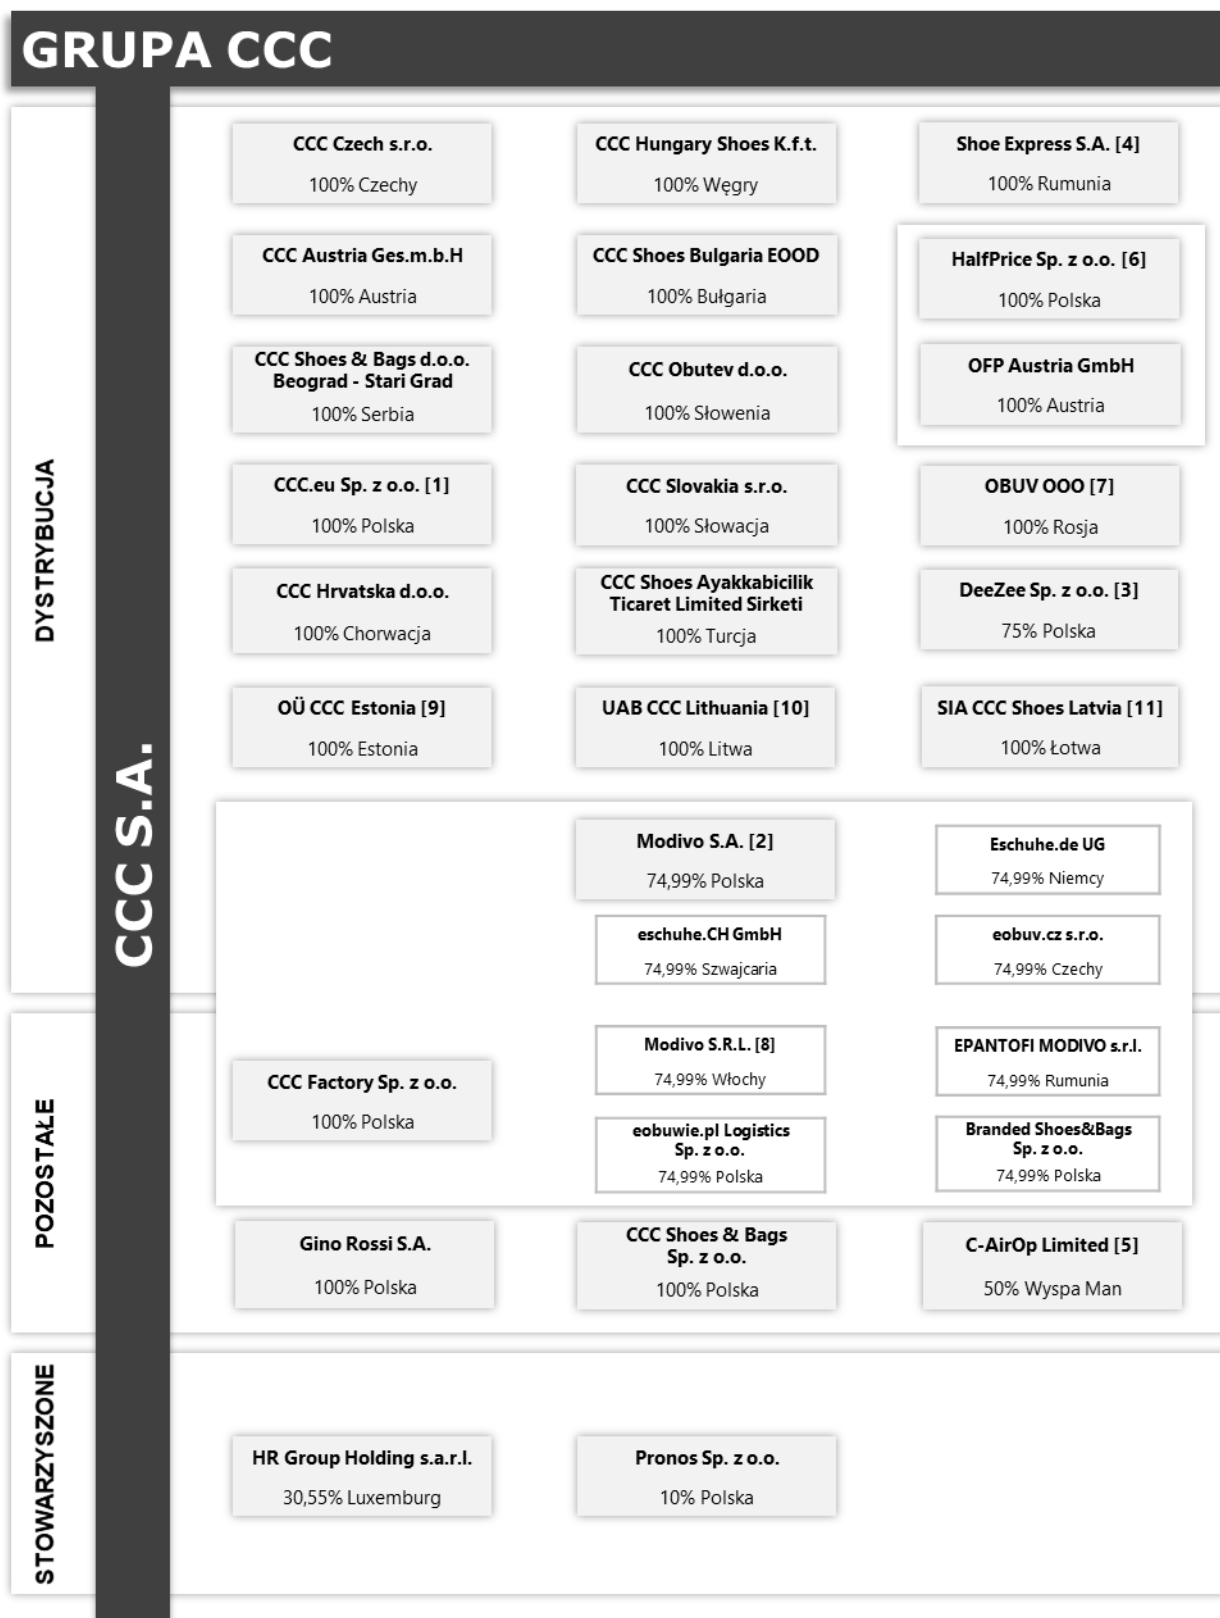 GRUPA CCC
CCC S.A.
DYSTRYBUCJA
CCC Czech s.r.o.
100% Czechy
CCC Hungary Shoes K.f.t.
100% Węgry
Shoe Express S.A. [4]
100% Rumunia
CCC Austria Ges.m.b.H
100% Austria
CCC Shoes Bulgaria EOOD
100% Bułgaria
HalfPrice Sp. z o.o. [6]
100% Polska
CCC Shoes & Bags d.o.o.
Beograd - Stari Grad
100% Serbia
CCC Obutev d.o.o.
100% Słowenia
OFP Austria GmbH
100% Austria
CCC.eu Sp. z o.o. [1]
100% Polska
CCC Slovakia s.r.o.
100% Słowacja
OBUV OOO [7]
100% Rosja
CCC Hrvatska d.o.o.
100% Chorwacja
CCC Shoes Ayakkabicilik
Ticaret Limited Sirketi
100% Turcja
DeeZee Sp. z o.o. [3]
75% Polska
OÜ CCC Estonia [9]
100% Estonia
UAB CCC Lithuania [10]
100% Litwa
SIA CCC Shoes Latvia [11]
100% Łotwa
Modivo S.A. [2]
74,99% Polska
Eschuhe.de UG
74,99% Niemcy
eschuhe.CH GmbH
74,99% Szwajcaria
eobuv.cz s.r.o.
74,99% Czechy
POZOSTAŁE
CCC Factory Sp. z o.o.
100% Polska
Modivo S.R.L. [8]
74,99% Włochy
EPANTOFI MODIVO s.r.l.
74,99% Rumunia
eobuwie.pl Logistics
Sp. z o.o.
74,99% Polska
Branded Shoes&Bags
Sp. z o.o.
74,99% Polska
Gino Rossi S.A.
100% Polska
CCC Shoes & Bags
Sp. z o.o.
100% Polska
C-AirOp Limited [5]
50% Wyspa Man
STOWARZYSZONE
HR Group Holding s.a.r.l.
30,55% Luxemburg
Pronos Sp. z o.o.
10% Polska